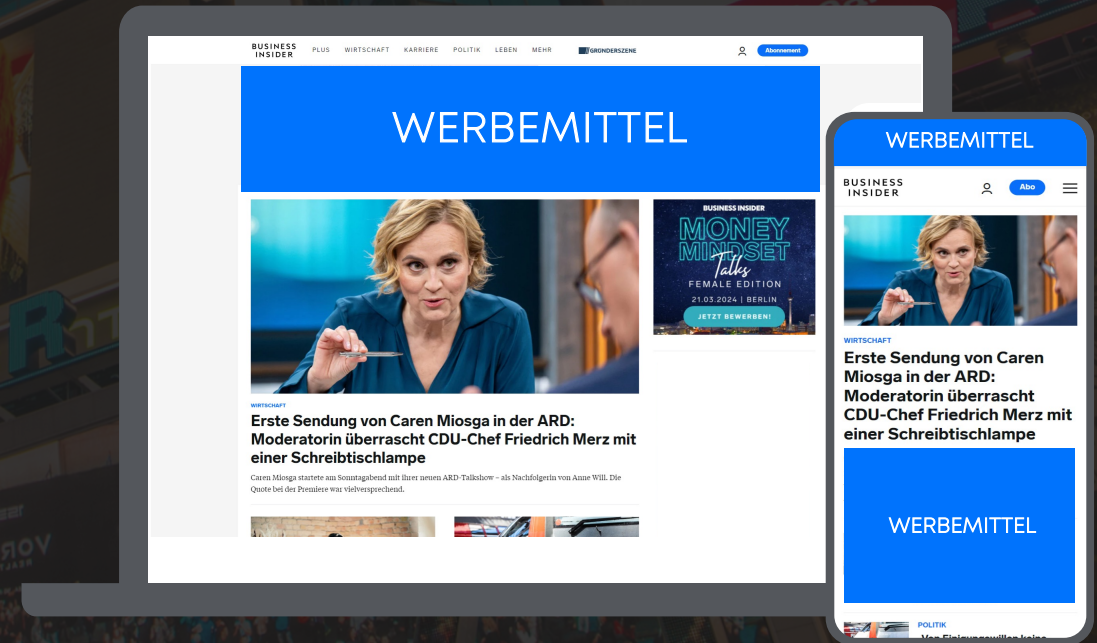 BUSINESS
INSIDER
PLUS WIRTSCHAFT KARRIERE POLITIK LEBEN MEHR
GRÜNDERSZENE
Abonnement
WERBEMITTEL
BUSINESS INSIDER
MONEY
MINDSET
Talks
FEMALE EDITION
21.03.2024 | BERLIN
JETZT BEWERBEN!
WIRTSCHAFT
Erste Sendung von Caren Miosga in der ARD:
Moderatorin überrascht CDU-Chef Friedrich Merz mit
einer Schreibtischlampe
Caren Miosga startete am Sonntagabend mit ihrer neuen ARD-Talkshow – als Nachfolgerin von Anne Will. Die
Quote bei der Premiere war vielversprechend.
WERBEMITTEL
BUSINESS
INSIDER
Abo
WIRTSCHAFT
Erste Sendung von Caren
Miosga in der ARD:
Moderatorin überrascht
CDU-Chef Friedrich Merz mit
einer Schreibtischlampe
WERBEMITTEL
POLITIK